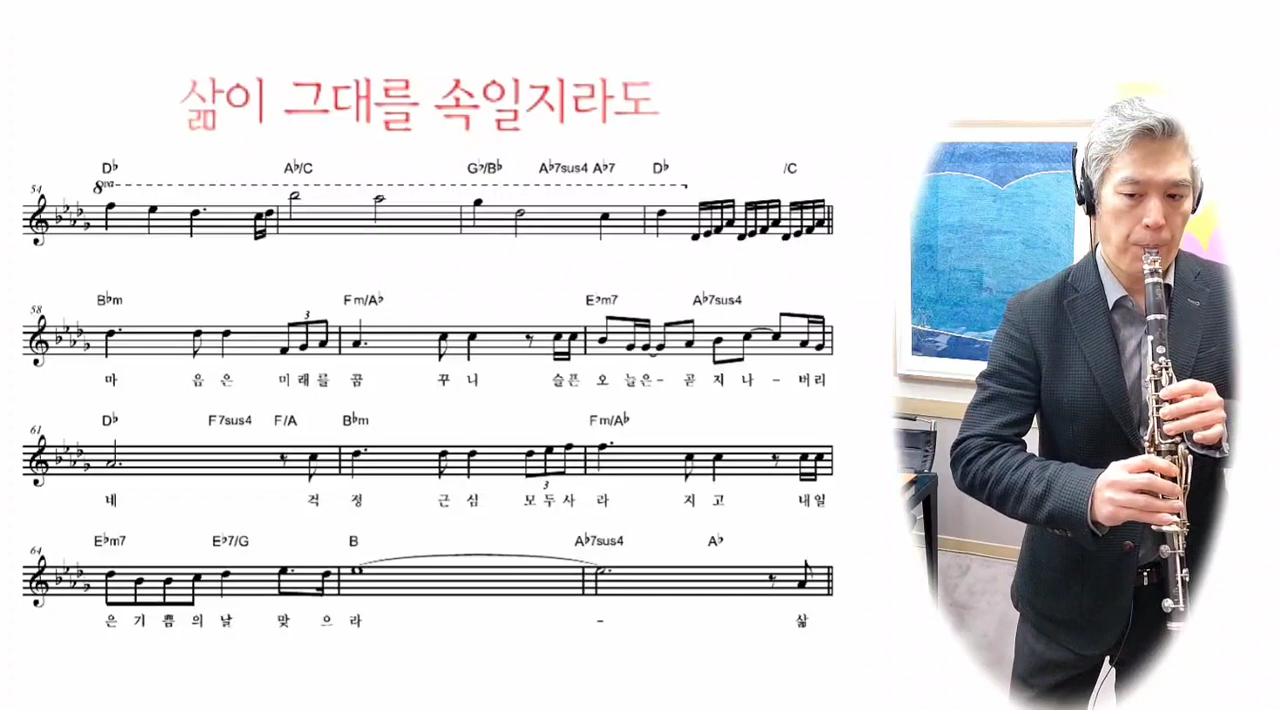 삶이 그대를 속일지라도
D♭ A♭/C G♭/B♭ A♭7sus4 A♭7 D♭ /C
8va
54
B♭m Fm/A♭ E♭m7 A♭7sus4
58
3
마 음 은 미 래 를 꿈 꾸 니 슬픈 오 늘은- 곧 지 나 - 버리
D♭ F7sus4 F/A B♭m Fm/A♭
61
3
네 걱 정 근 심 모 두 사 라 지 고 내일
E♭m7 E♭7/G B A♭7sus4 A♭
64
은 기 쁨 의 날 맞 으 라 - 삶